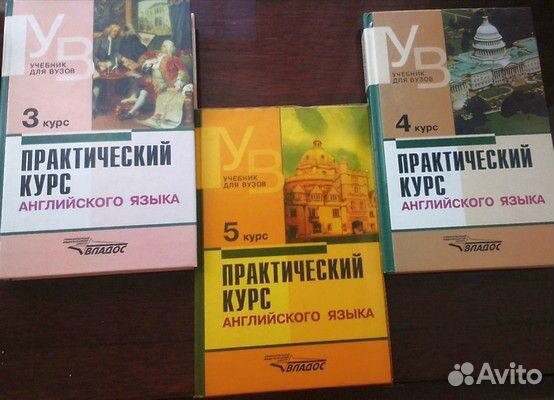 УВ
УЧЕБНИК
ДЛЯ ВУЗОВ
3 курс
ПРАКТИЧЕСКИЙ
КУРС
АНГЛИЙСКОГО ЯЗЫКА
ВЛАДОС
УВ
УЧЕБНИК
ДЛЯ ВУЗОВ
5 курс
ПРАКТИЧЕСКИЙ
КУРС
АНГЛИЙСКОГО ЯЗЫКА
ВЛАДОС
УВ
УЧЕБНИК
ДЛЯ ВУЗОВ
4 курс
ПРАКТИЧЕСКИЙ
КУРС
АНГЛИЙСКОГО ЯЗЫКА
ВЛАДОС
Avito